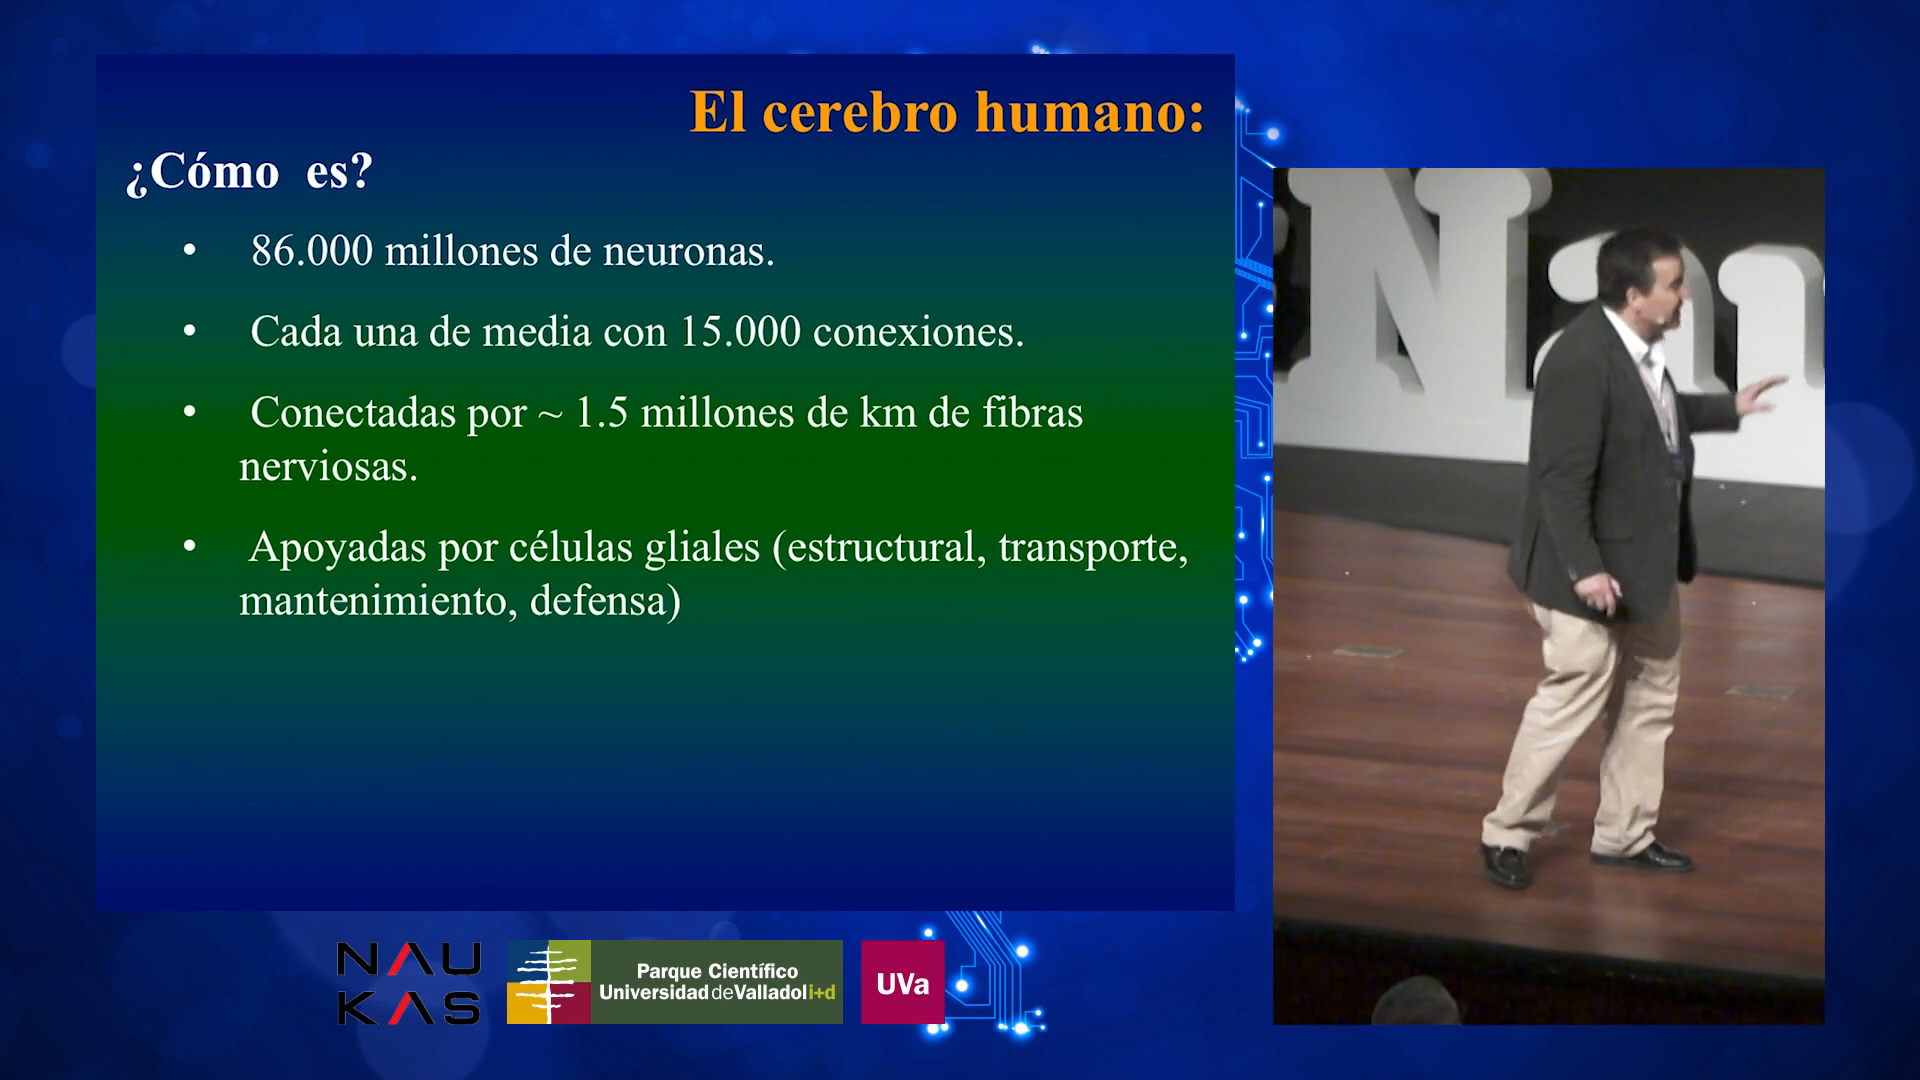 El cerebro humano:
¿Cómo es?
• 86.000 millones de neuronas.
• Cada una de media con 15.000 conexiones.
• Conectadas por ~ 1.5 millones de km de fibras
nerviosas.
• Apoyadas por células gliales (estructural, transporte,
mantenimiento, defensa)
Na
NAU
KAS
Parque Científico
Universidad de Valladoli+d
UVa